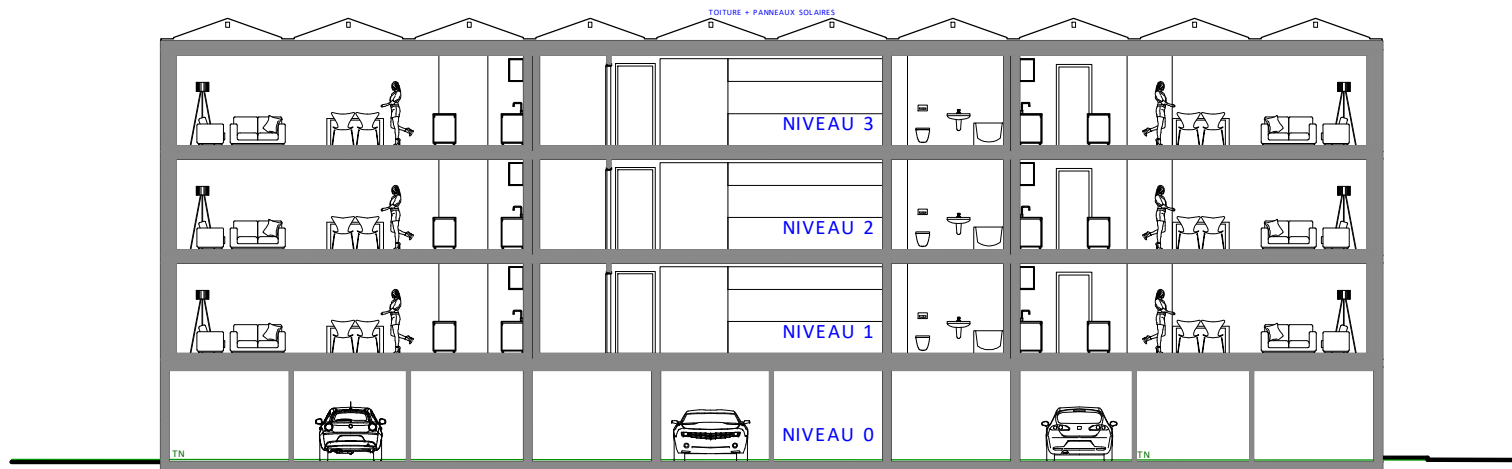 TOITURE + PANNEAUX SOLAIRES
NIVEAU 3
NIVEAU 2
NIVEAU 1
NIVEAU 0
TN
TN